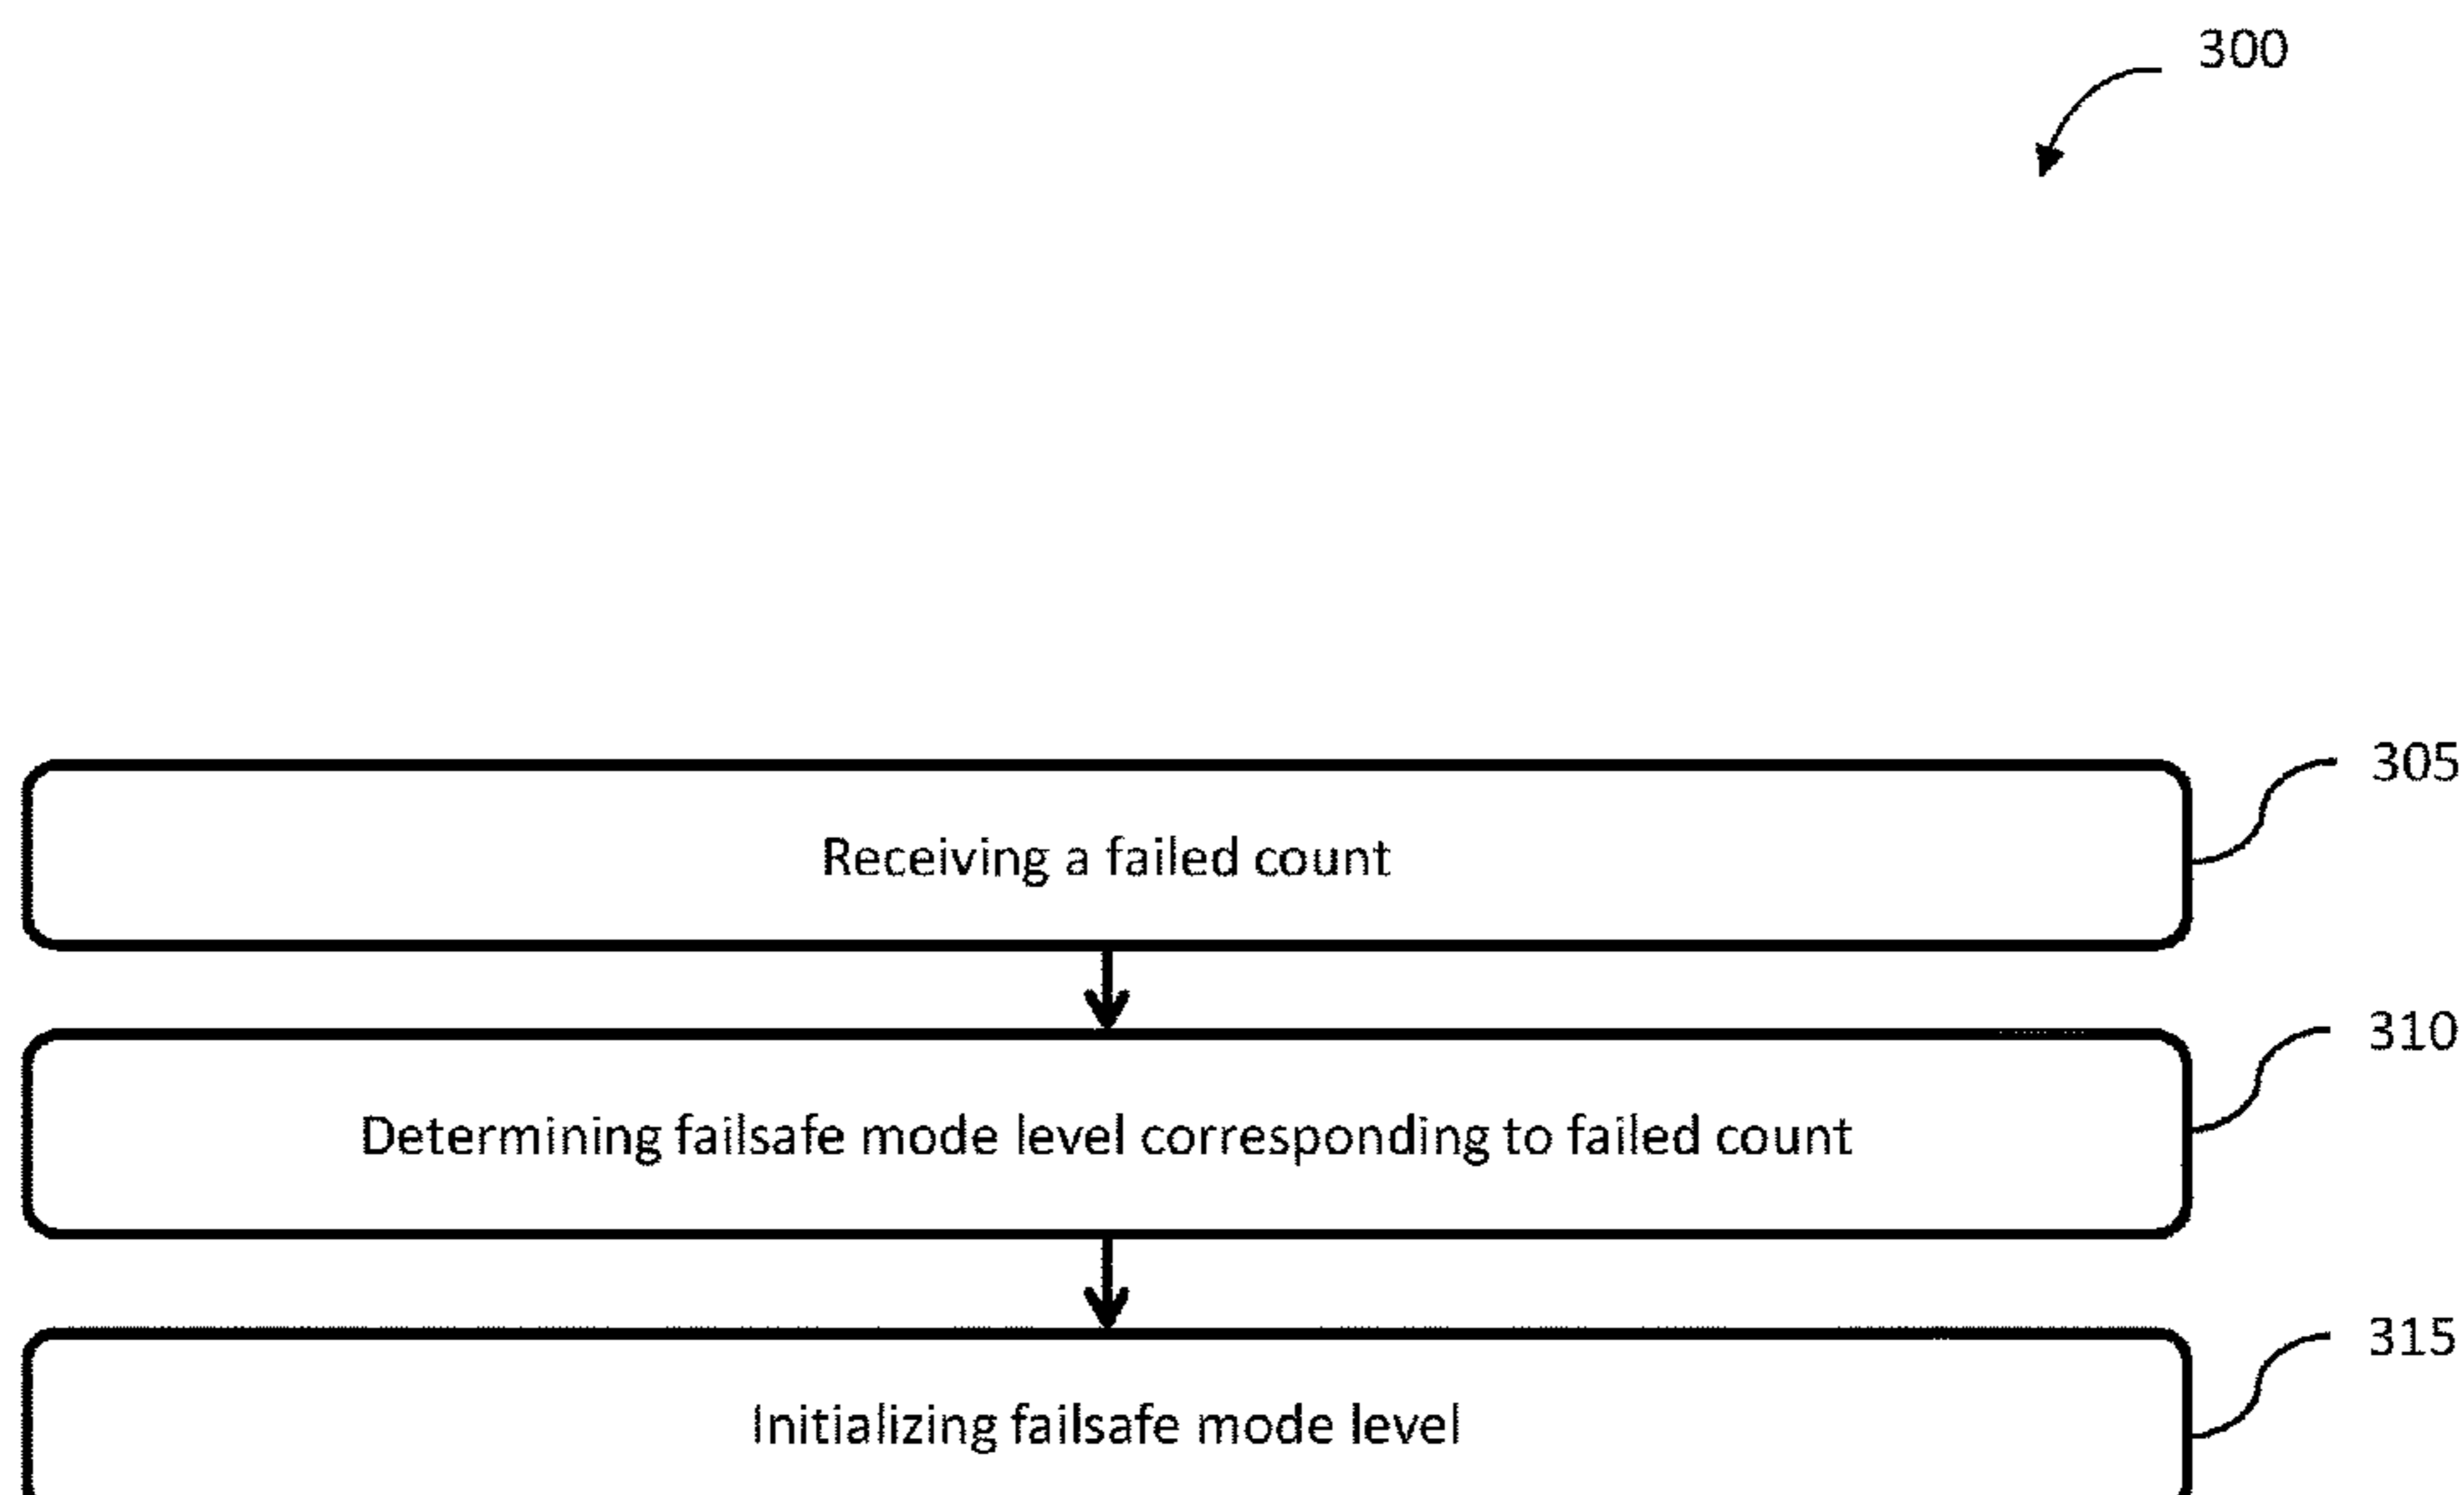 300
305
Receiving a failed count
310
Determining failsafe mode level corresponding to failed count
315
Initializing failsafe mode level